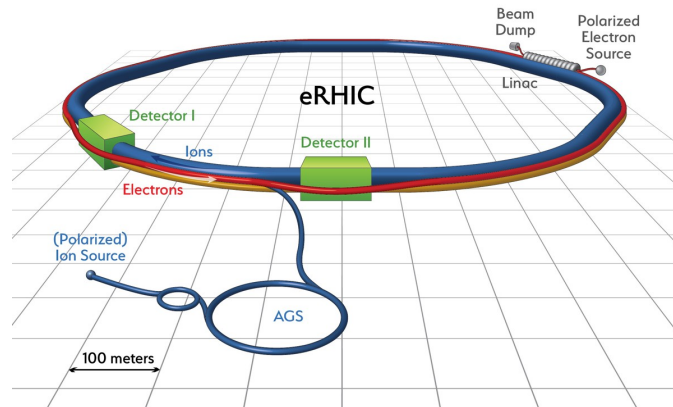 Beam
Dump
Polarized
Electron
Source
Linac
eRHIC
Detector I
Ions
Detector II
Electrons
(Polarized)
Ion Source
AGS
100 meters